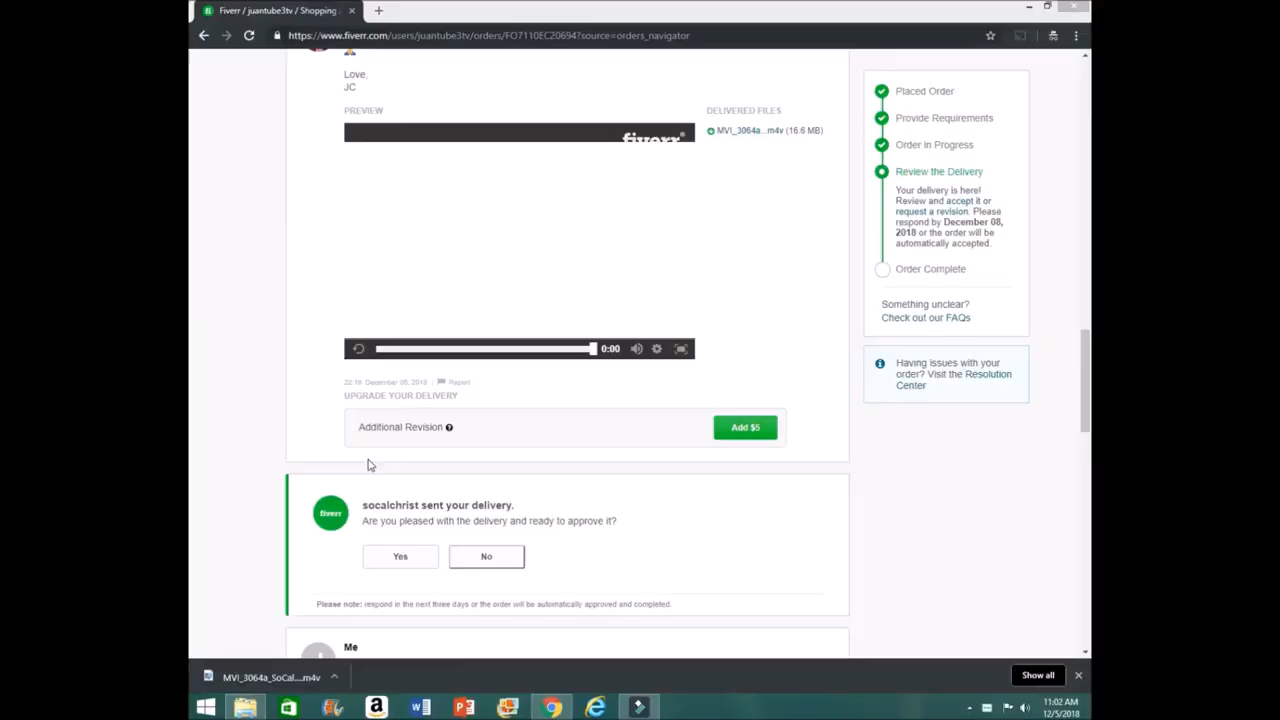 Fiverr / juantube3tv / Shopping
https://www.fiverr.com/users/juantube3tv/orders/FO7110EC20694?source=orders_navigator
Love,
JC
PREVIEW
DELIVERED FILES
fiverr
MVI_3064a...m4v (16.6 MB)
0:00
22:18 December 05, 2018 | Report
UPGRADE YOUR DELIVERY
Additional Revision
Add $5
fiverr
socalchrist sent your delivery.
Are you pleased with the delivery and ready to approve it?
Yes
No
Please note: respond in the next three days or the order will be automatically approved and completed.
Me
Placed Order
Provide Requirements
Order in Progress
Review the Delivery
Your delivery is here!
Review and accept it or
request a revision. Please
respond by December 08,
2018 or the order will be
automatically accepted.
Order Complete
Something unclear?
Check out our FAQs
Having issues with your
order? Visit the Resolution
Center
MVI_3064a_SoCal....m4v
Show all
11:02 AM
12/5/2018